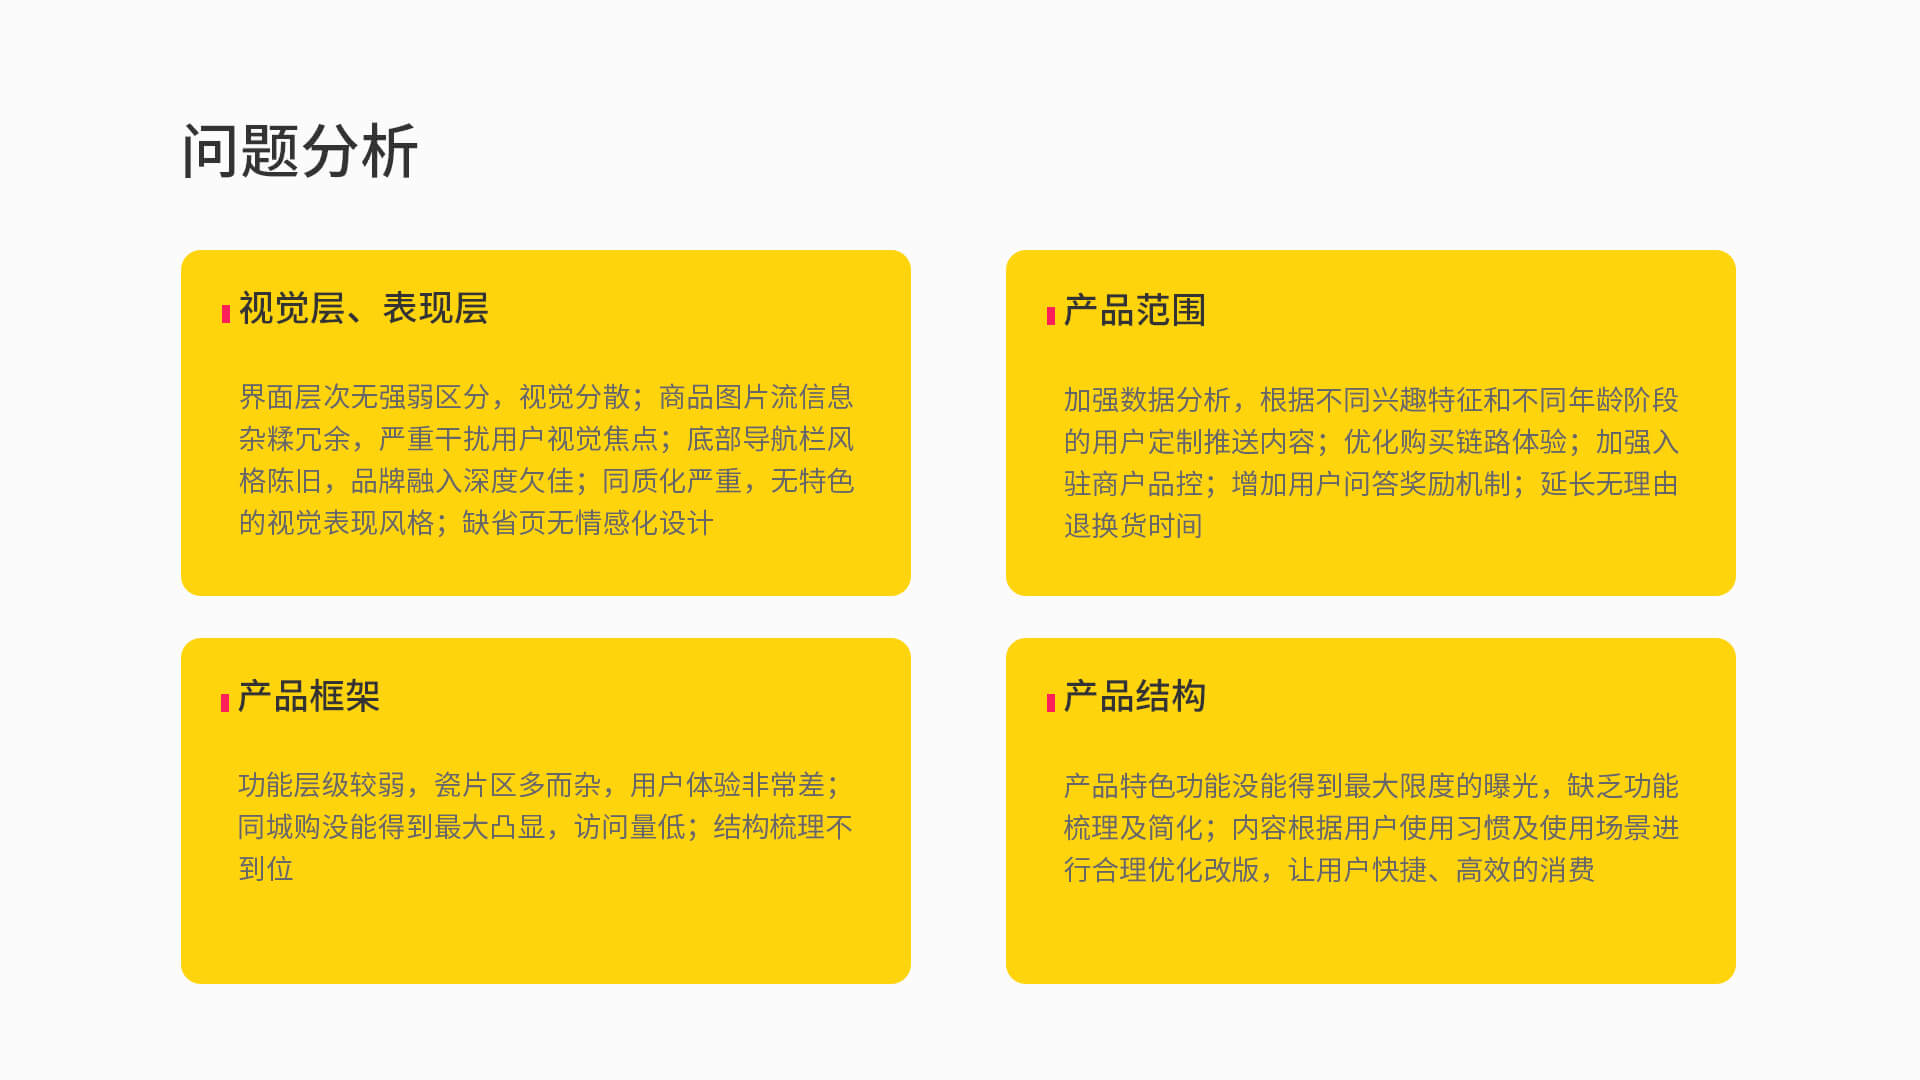 问题分析
视觉层、表现层
界面层次无强弱区分，视觉分散；商品图片流信息
杂糅冗余，严重干扰用户视觉焦点；底部导航栏风
格陈旧，品牌融入深度欠佳；同质化严重，无特色
的视觉表现风格；缺省页无情感化设计
产品范围
加强数据分析，根据不同兴趣特征和不同年龄阶段
的用户定制推送内容；优化购买链路体验；加强入
驻商户品控；增加用户问答奖励机制；延长无理由
退换货时间
产品框架
功能层级较弱，瓷片区多而杂，用户体验非常差；
同城购没能得到最大凸显，访问量低；结构梳理不
到位
产品结构
产品特色功能没能得到最大限度的曝光，缺乏功能
梳理及简化；内容根据用户使用习惯及使用场景进
行合理优化改版，让用户快捷、高效的消费